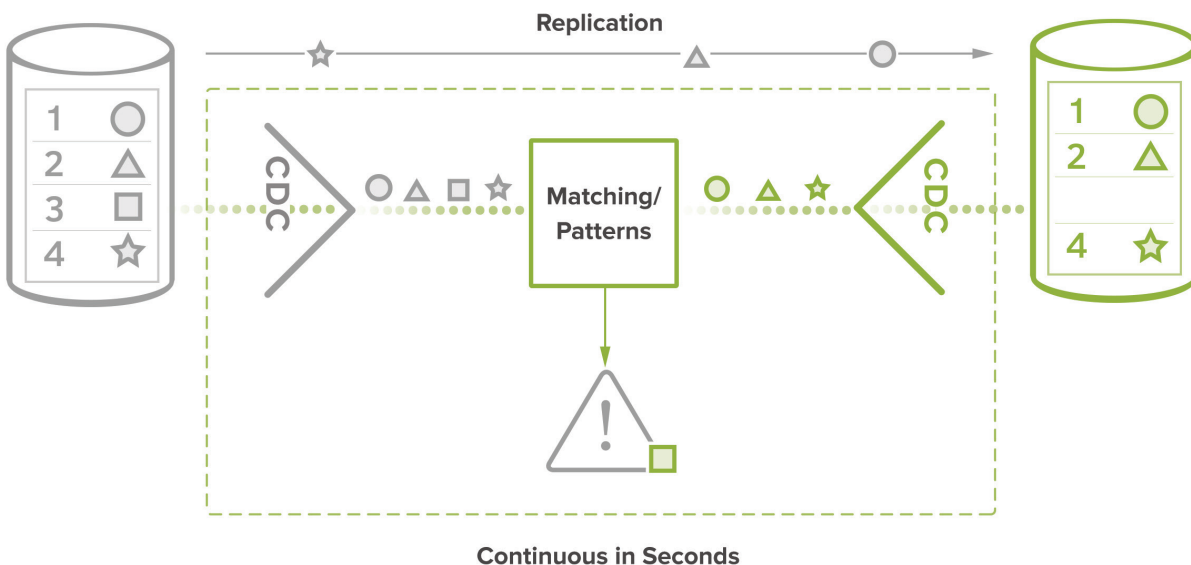 Replication
1
2
3
4
CDC
Matching/
Patterns
CDC
1
2
4
!
Continuous in Seconds